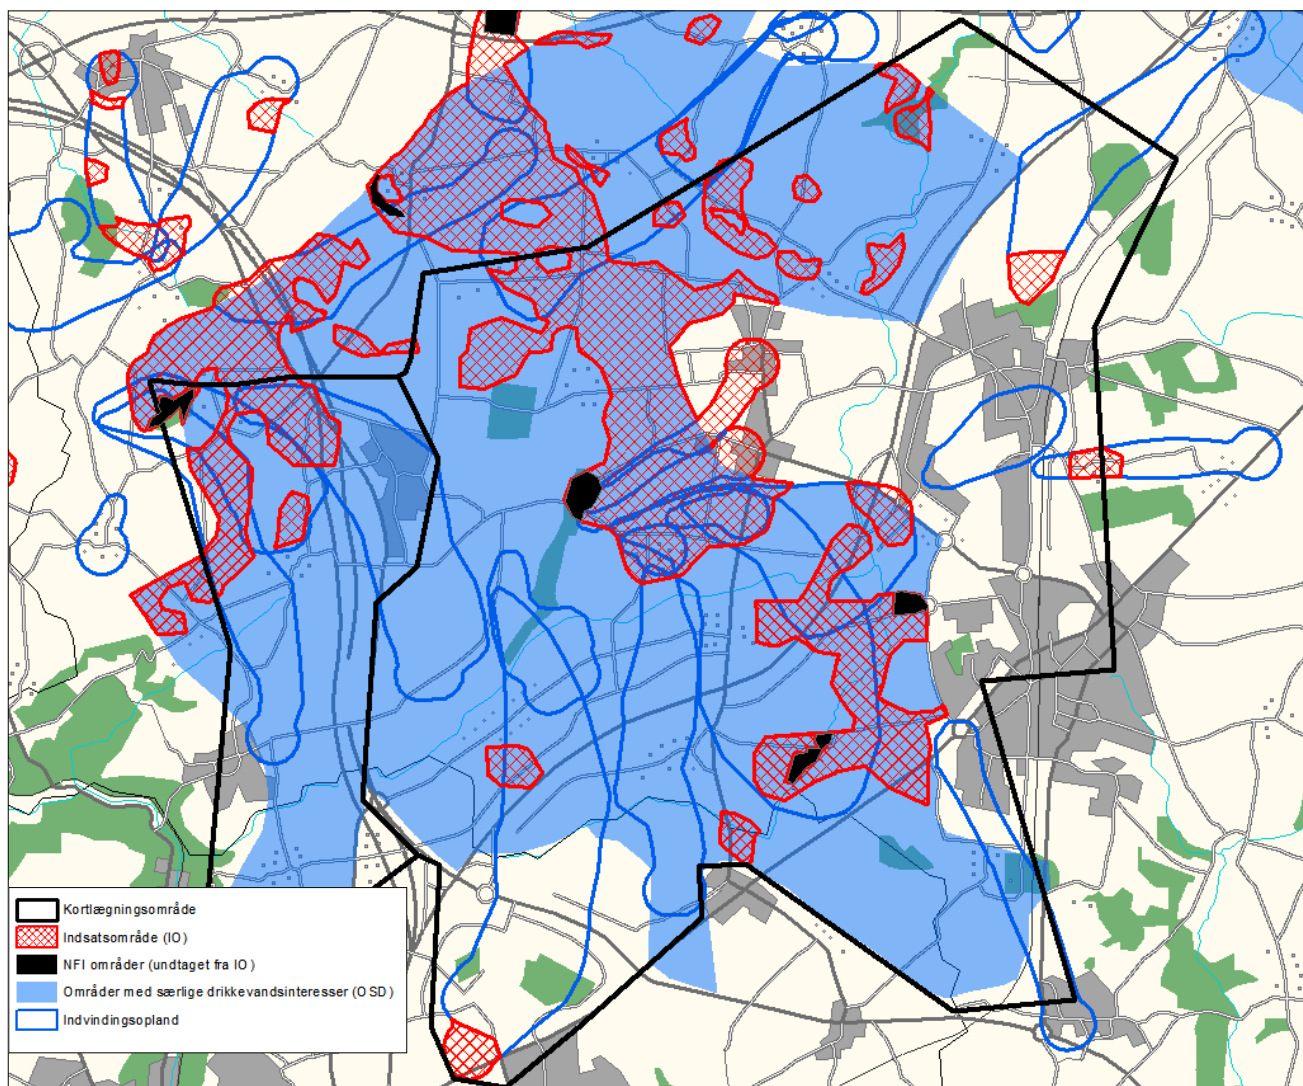 Kortlægningsområde
Indsatsområde (IO)
NFI områder (undtaget fra IO)
Områder med særlige drikkevandsinteresser (OSD)
Indvindingsopland